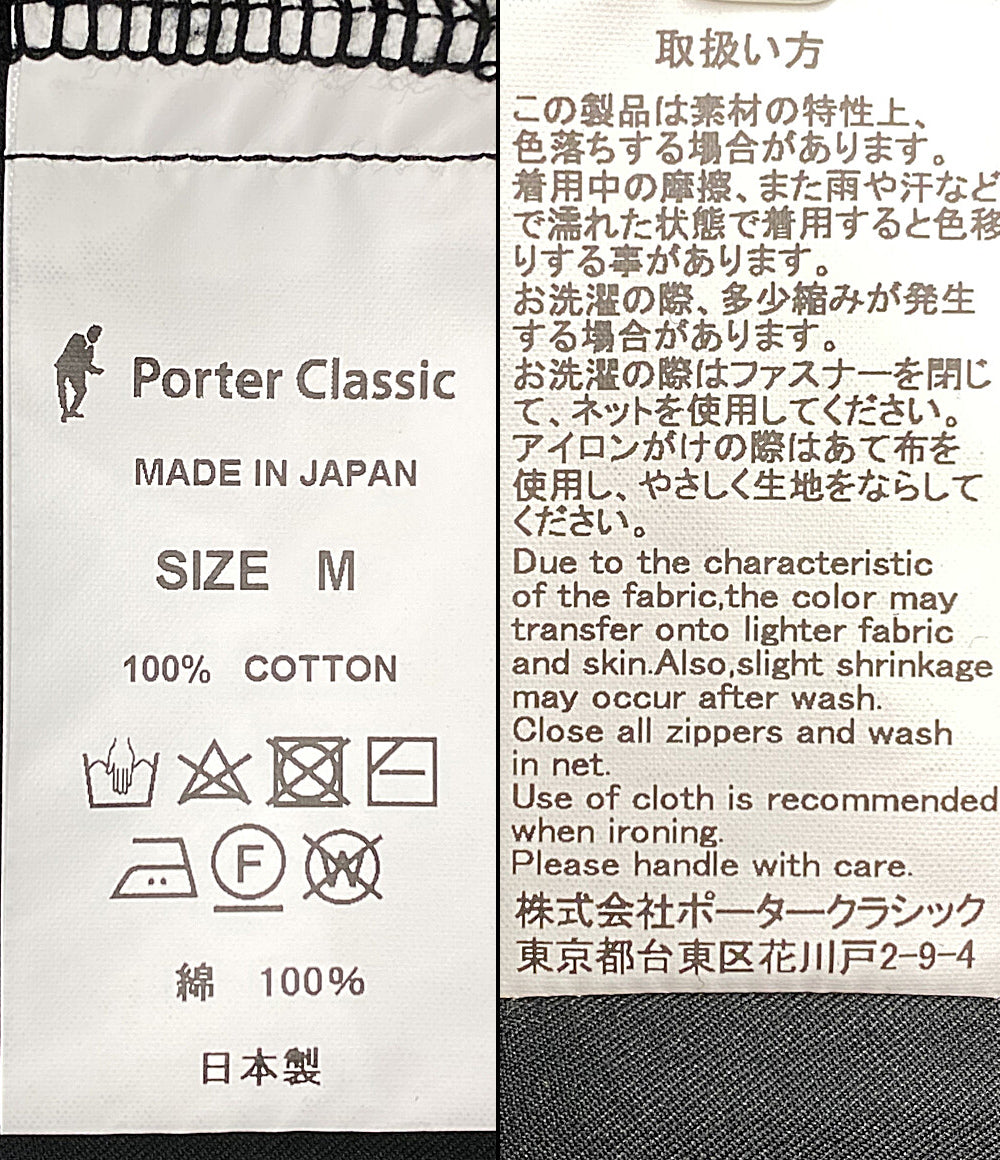 Porter Classic
MADE IN JAPAN
SIZE M
100% COTTON
F
W
綿 100%
日本製
取扱い方
この製品は素材の特性上、
色落ちする場合があります。
着用中の摩擦、また雨や汗など
で濡れた状態で着用すると色移
りする事があります。
お洗濯の際、多少縮みが発生
する場合があります。
お洗濯の際はファスナーを閉じ
て、ネットを使用してください。
アイロンがけの際はあて布を
使用し、やさしく生地をならして
ください。
Due to the characteristic
of the fabric,the color may
transfer onto lighter fabric
and skin.Also,slight shrinkage
may occur after wash.
Close all zippers and wash
in net.
Use of cloth is recommended
when ironing.
Please handle with care.
株式会社ポータークラシック
東京都台東区花川戸2-9-4